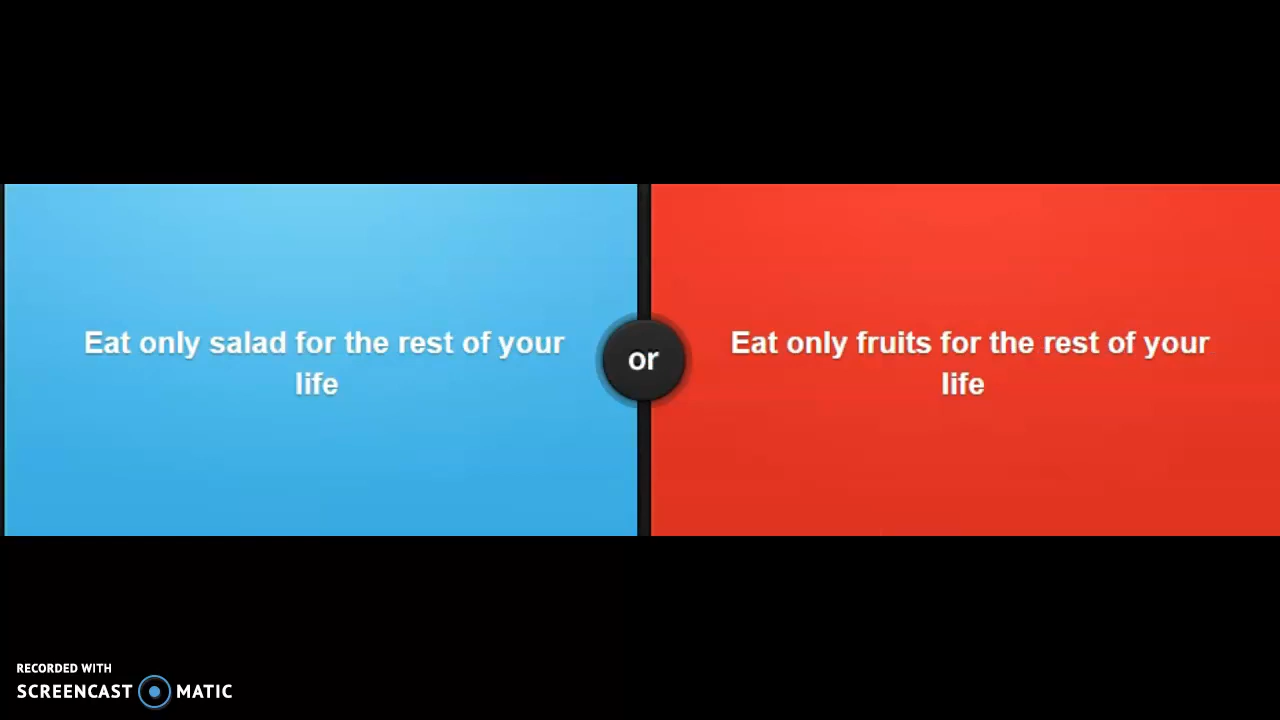 Eat only salad for the rest of your
life
or
Eat only fruits for the rest of your
life
RECORDED WITH
SCREENCAST MATIC